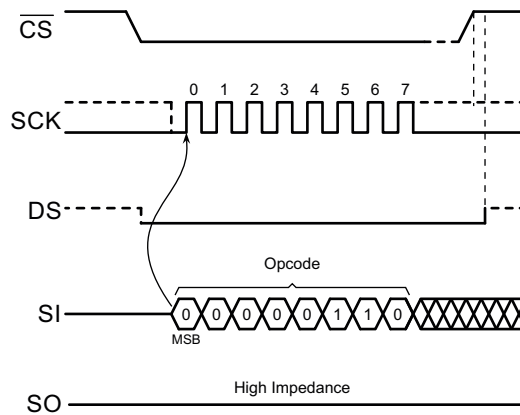 CS
0 1 2 3 4 5 6 7
SCK
DS
Opcode
SI 0 0 0 0 0 1 1 0
MSB
High Impedance
SO